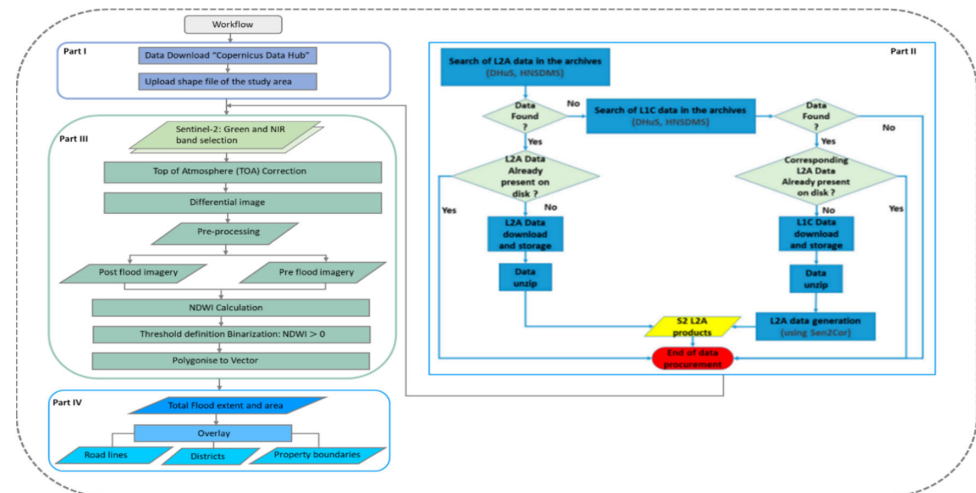 Workflow
Part I
Data Download "Copernicus Data Hub"
Upload shape file of the study area
Part III
Sentinel-2: Green and NIR
band selection
Top of Atmosphere (TOA) Correction
Differential image
Pre-processing
Post flood imagery
Pre flood imagery
NDWI Calculation
Threshold definition Binarization: NDWI > 0
Polygonise to Vector
Part IV
Total Flood extent and area
Overlay
Road lines
Districts
Property boundaries
Part II
Search of L2A data in the archives
(DHuS, HNSDMS)
Data
Found
?
No
Search of L1C data in the archives
(DHuS, HNSDMS)
Data
Found
?
No
Yes
L2A Data
Already
present on
disk ?
Yes
No
L2A Data
download
and storage
Data
unzip
Yes
Corresponding
L2A Data
Already present
on disk ?
No
Yes
L1C Data
download
and storage
Data
unzip
L2A data generation
(using Sen2Cor)
S2 L2A
products
End of data
procurement